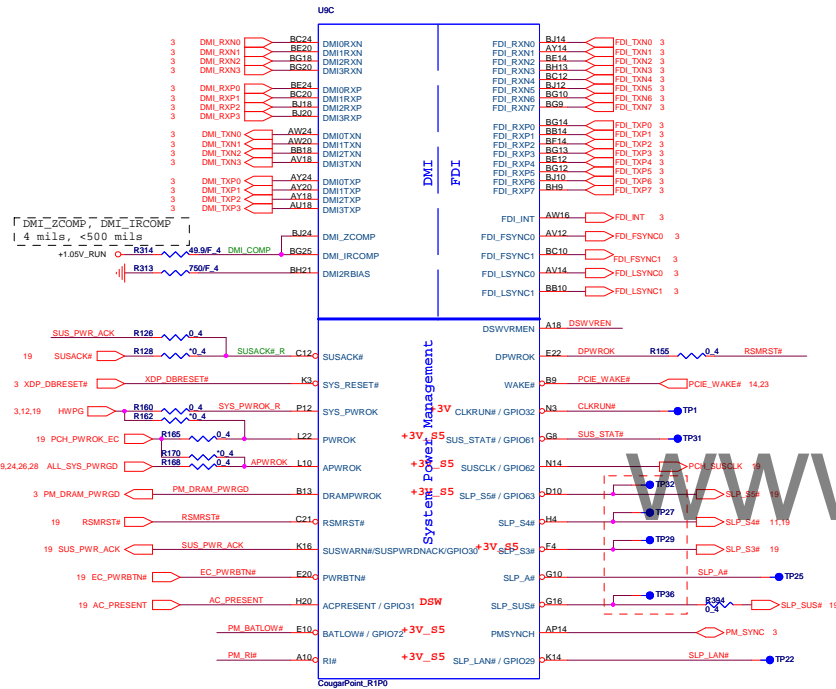 U9C
3 DMI_RXN0 BC24 DMI0RXN FDI_RXN0 BJ14 FDI_TXN0 3
3 DMI_RXN1 BE20 DMI1RXN FDI_RXN1 AY14 FDI_TXN1 3
3 DMI_RXN2 BG18 DMI2RXN FDI_RXN2 BE14 FDI_TXN2 3
3 DMI_RXN3 BG20 DMI3RXN FDI_RXN3 BH13 FDI_TXN3 3
FDI_RXN4 BC12 FDI_TXN4 3
3 DMI_RXP0 BE24 DMI0RXP FDI_RXN5 BJ12 FDI_TXN5 3
3 DMI_RXP1 BC20 DMI1RXP FDI_RXN6 BG10 FDI_TXN6 3
3 DMI_RXP2 BJ18 DMI2RXP FDI_RXN7 BG9 FDI_TXN7 3
3 DMI_RXP3 BJ20 DMI3RXP
FDI_RXP0 BG14 FDI_TXP0 3
3 DMI_TXN0 AW24 DMI0TXN FDI_RXP1 BB14 FDI_TXP1 3
3 DMI_TXN1 AW20 DMI1TXN FDI_RXP2 BF14 FDI_TXP2 3
3 DMI_TXN2 BB18 DMI2TXN FDI_RXP3 BG13 FDI_TXP3 3
3 DMI_TXN3 AV18 DMI3TXN FDI_RXP4 BE12 FDI_TXP4 3
FDI_RXP5 BG12 FDI_TXP5 3
3 DMI_TXP0 AY24 DMI0TXP FDI_RXP6 BJ10 FDI_TXP6 3
3 DMI_TXP1 AY20 DMI1TXP FDI_RXP7 BH9 FDI_TXP7 3
3 DMI_TXP2 AY18 DMI2TXP
3 DMI_TXP3 AU18 DMI3TXP
DMI FDI
FDI_INT AW16 FDI_INT 3
DMI_ZCOMP, DMI_IRCOMP
4 mils, <500 mils
BJ24 DMI_ZCOMP FDI_FSYNC0 AV12 FDI_FSYNC0 3
+1.05V_RUN R314 49.9/F_4 DMI_COMP BG25 DMI_IRCOMP FDI_FSYNC1 BC10 FDI_FSYNC1 3
R313 750/F_4 BH21 DMI2RBIAS FDI_LSYNC0 AV14 FDI_LSYNC0 3
FDI_LSYNC1 BB10 FDI_LSYNC1 3
System Power Management
DSWVRMEN A18 DSWVREN
SUS_PWR_ACK R126 0_4
19 SUSACK# R128 *0_4 SUSACK#_R C12 SUSACK# DPWROK E22 DPWROK R155 0_4 RSMRST#
3 XDP_DBRESET# XDP_DBRESET# K3 SYS_RESET# WAKE# B9 PCIE_WAKE# PCIE_WAKE# 14,23
3,12,19 HWPG R160 0_4 SYS_PWROK_R P12 SYS_PWROK +3V CLKRUN# / GPIO32 N3 CLKRUN# TP1
R162 *0_4
19 PCH_PWROK_EC R165 0_4 L22 PWROK +3V_S5 SUS_STAT# / GPIO61 G8 SUS_STAT# TP31
R170 *0_4
9,24,26,28 ALL_SYS_PWRGD R168 0_4 APWROK L10 APWROK +3V_S5 SUSCLK / GPIO62 N14 PCH_SUSCLK 19
TP32
3 PM_DRAM_PWRGD PM_DRAM_PWRGD B13 DRAMPWROK +3V_S5 SLP_S5# / GPIO63 D10 SLP_S5# 19
TP27
19 RSMRST# RSMRST# C21 RSMRST# SLP_S4# H4 SLP_S4# 11,19
TP29
19 SUS_PWR_ACK SUS_PWR_ACK K16 SUSWARN#/SUSPWRDNACK/GPIO30 +3V_S5 SLP_S3# F4 SLP_S3# 19
19 EC_PWRBTN# EC_PWRBTN# E20 PWRBTN# SLP_A# G10 SLP_A# TP25
TP36
19 AC_PRESENT AC_PRESENT H20 ACPRESENT / GPIO31 DSW SLP_SUS# G16 R394 0_4 SLP_SUS# 19
PM_BATLOW# E10 BATLOW# / GPIO72 +3V_S5 PMSYNCH AP14 PM_SYNC 3
PM_RI# A10 RI# +3V_S5 SLP_LAN# / GPIO29 K14 SLP_LAN# TP22
CougarPoint_R1P0